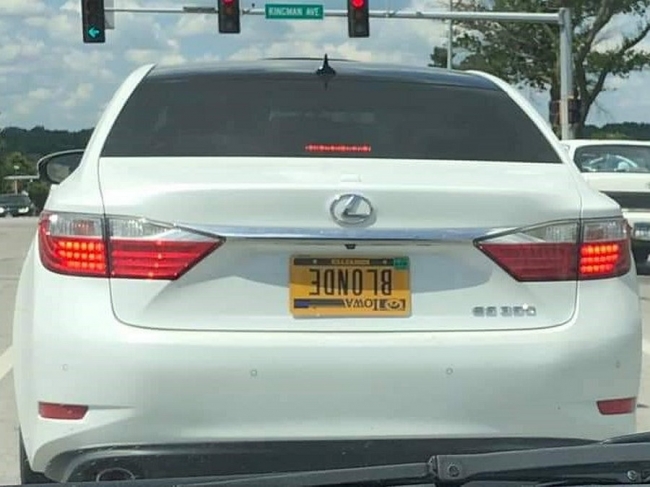 KINGMAN AVE
IOWA
BLONDE
ES 350